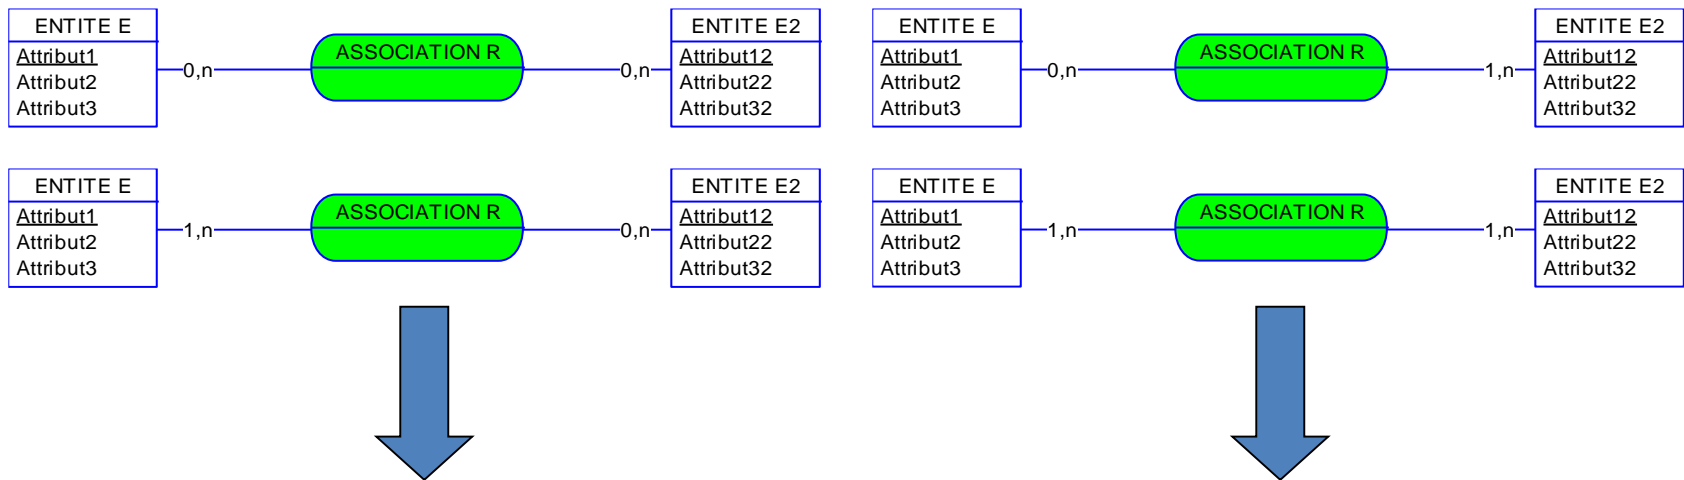 ENTITE E
Attribut1
Attribut2
Attribut3
0,n
ASSOCIATION R
0,n
ENTITE E2
Attribut12
Attribut22
Attribut32
ENTITE E
Attribut1
Attribut2
Attribut3
0,n
ASSOCIATION R
1,n
ENTITE E2
Attribut12
Attribut22
Attribut32
ENTITE E
Attribut1
Attribut2
Attribut3
1,n
ASSOCIATION R
0,n
ENTITE E2
Attribut12
Attribut22
Attribut32
ENTITE E
Attribut1
Attribut2
Attribut3
1,n
ASSOCIATION R
1,n
ENTITE E2
Attribut12
Attribut22
Attribut32